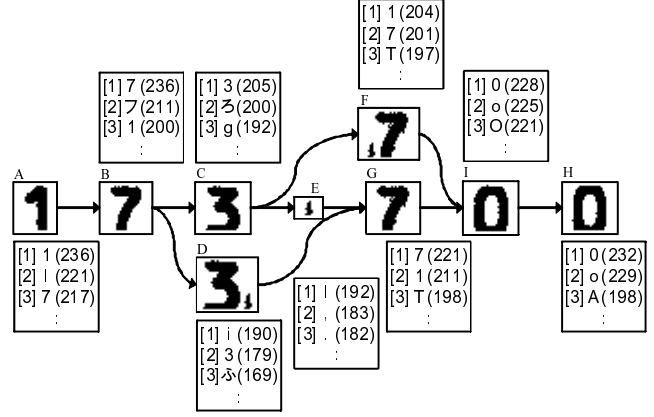 [1] 1 (204)
[2] 7 (201)
[3] T (197)
:
[1] 7 (236)
[2] フ (211)
[3] 1 (200)
:
[1] 3 (205)
[2] ろ (200)
[3] g (192)
:
[1] 0 (228)
[2] o (225)
[3] O (221)
:
F
,7
A
1
B
7
C
3
E
,
G
7
I
0
H
0
D
3,
[1] 1 (236)
[2] l (221)
[3] 7 (217)
:
[1] i (190)
[2] 3 (179)
[3] ふ (169)
:
[1] l (192)
[2] , (183)
[3] . (182)
:
[1] 7 (221)
[2] 1 (211)
[3] T (198)
:
[1] 0 (232)
[2] o (229)
[3] A (198)
: